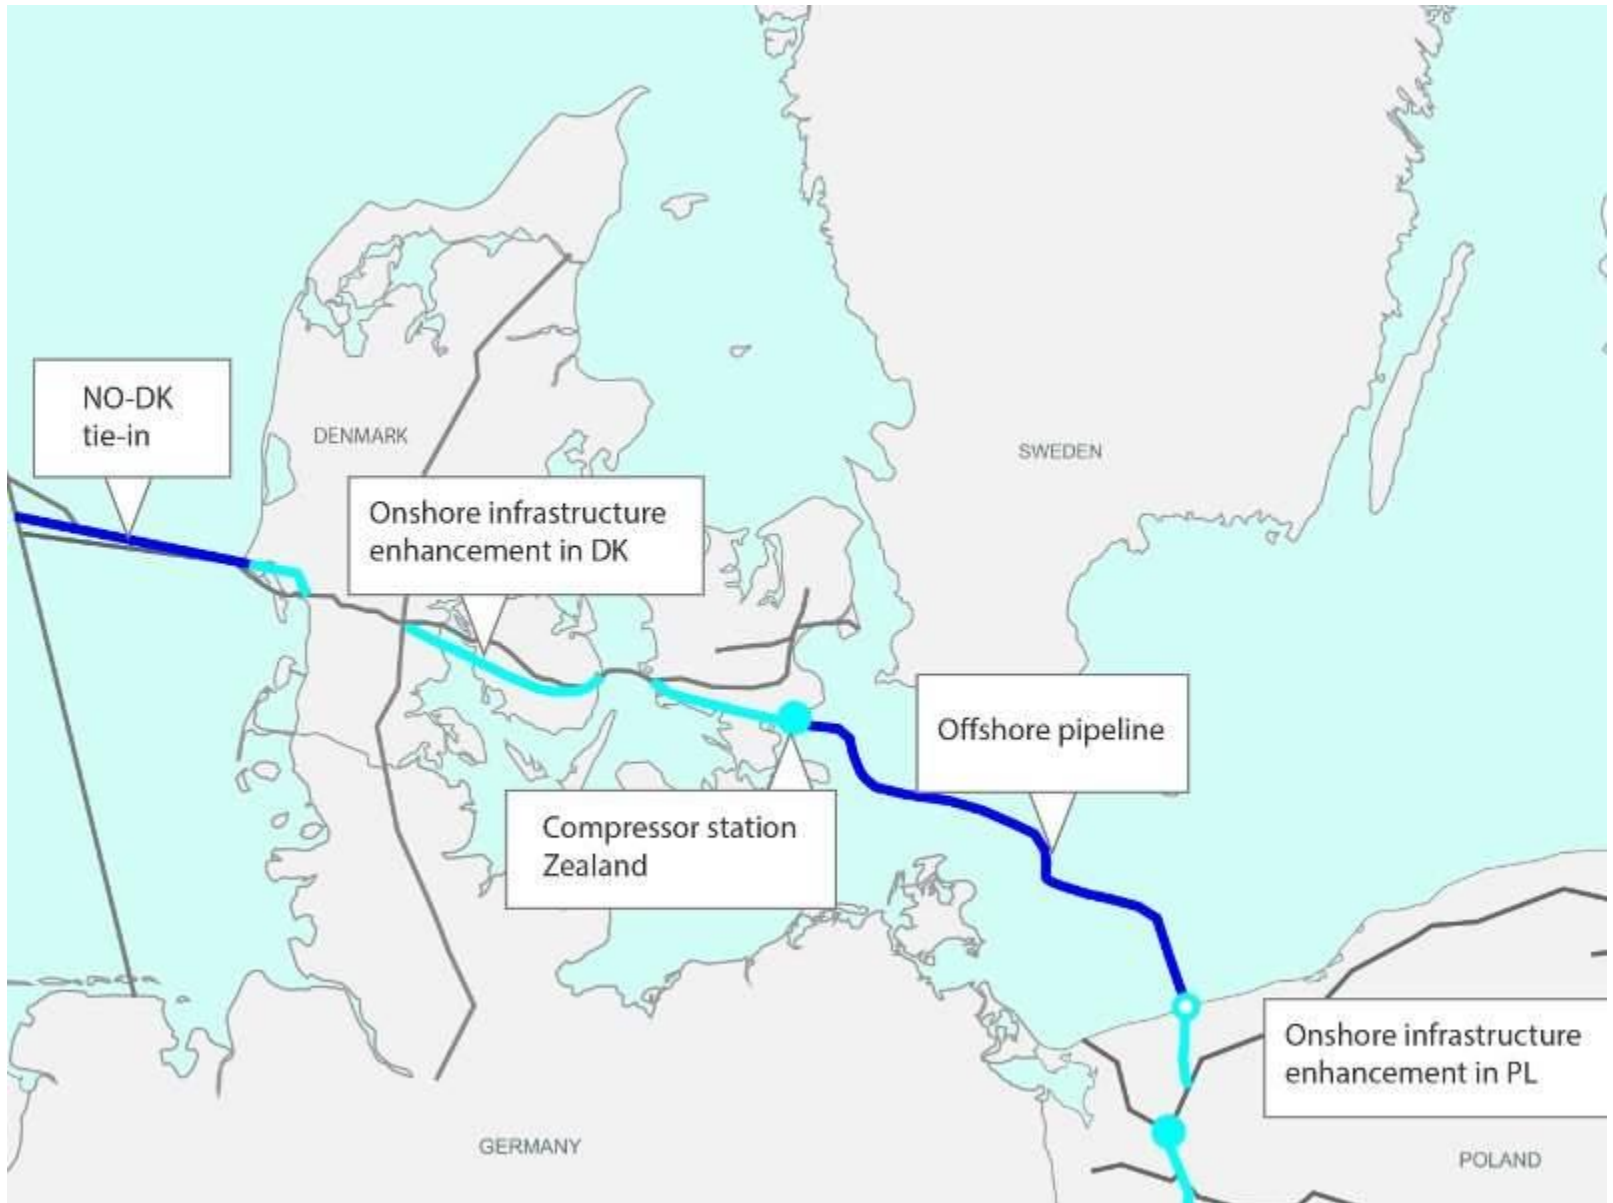 NO-DK
tie-in
DENMARK
SWEDEN
Onshore infrastructure
enhancement in DK
Offshore pipeline
Compressor station
Zealand
Onshore infrastructure
enhancement in PL
GERMANY
POLAND